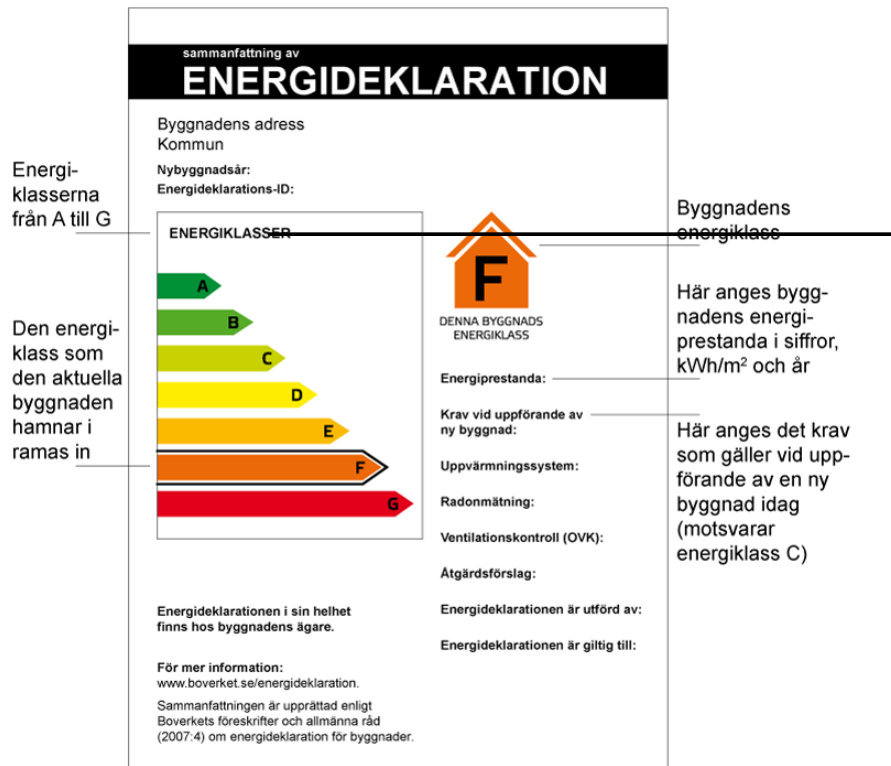 sammanfattning av
ENERGIDEKLARATION
Byggnadens adress
Kommun
Nybyggnadsår:
Energideklarations-ID:
Energi-
klasserna
från A till G
ENERGIKLASSER
A
B
C
D
E
F
G
Den energi-
klass som
den aktuella
byggnaden
hamnar i
ramas in
F
DENNA BYGGNADS
ENERGIKLASS
Byggnadens
energiklass
Energiprestanda:
Här anges bygg-
nadens energi-
prestanda i siffror,
kWh/m² och år
Krav vid uppförande av
ny byggnad:
Här anges det krav
som gäller vid upp-
förande av en ny
byggnad idag
(motsvarar
energiklass C)
Uppvärmningssystem:
Radonmätning:
Ventilationskontroll (OVK):
Åtgärdsförslag:
Energideklarationen är utförd av:
Energideklarationen är giltig till:
Energideklarationen i sin helhet
finns hos byggnadens ägare.
För mer information:
www.boverket.se/energideklaration.
Sammanfattningen är upprättad enligt
Boverkets föreskrifter och allmänna råd
(2007:4) om energideklaration för byggnader.